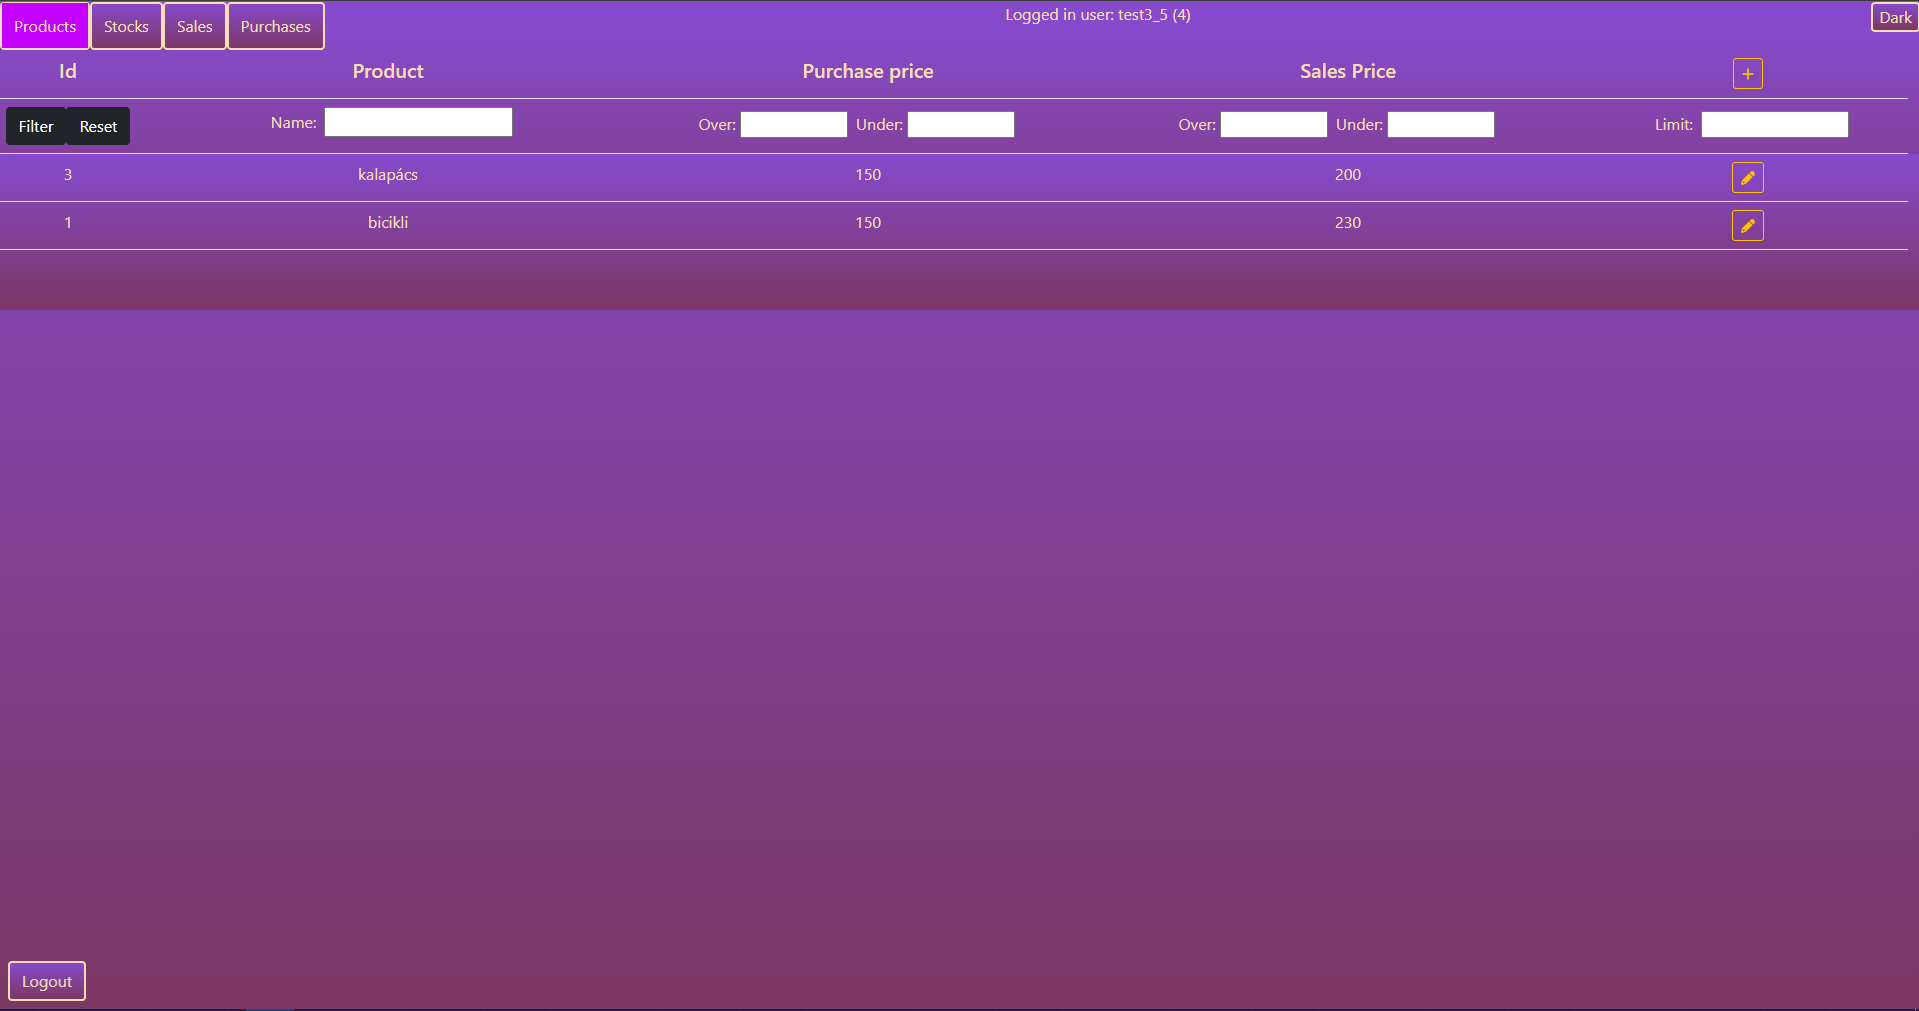 Products Stocks Sales Purchases Logged in user: test3_5 (4) Dark
Id Product Purchase price Sales Price +
Filter Reset Name: Over: Under: Over: Under: Limit:
3 kalapács 150 200
1 bicikli 150 230
Logout